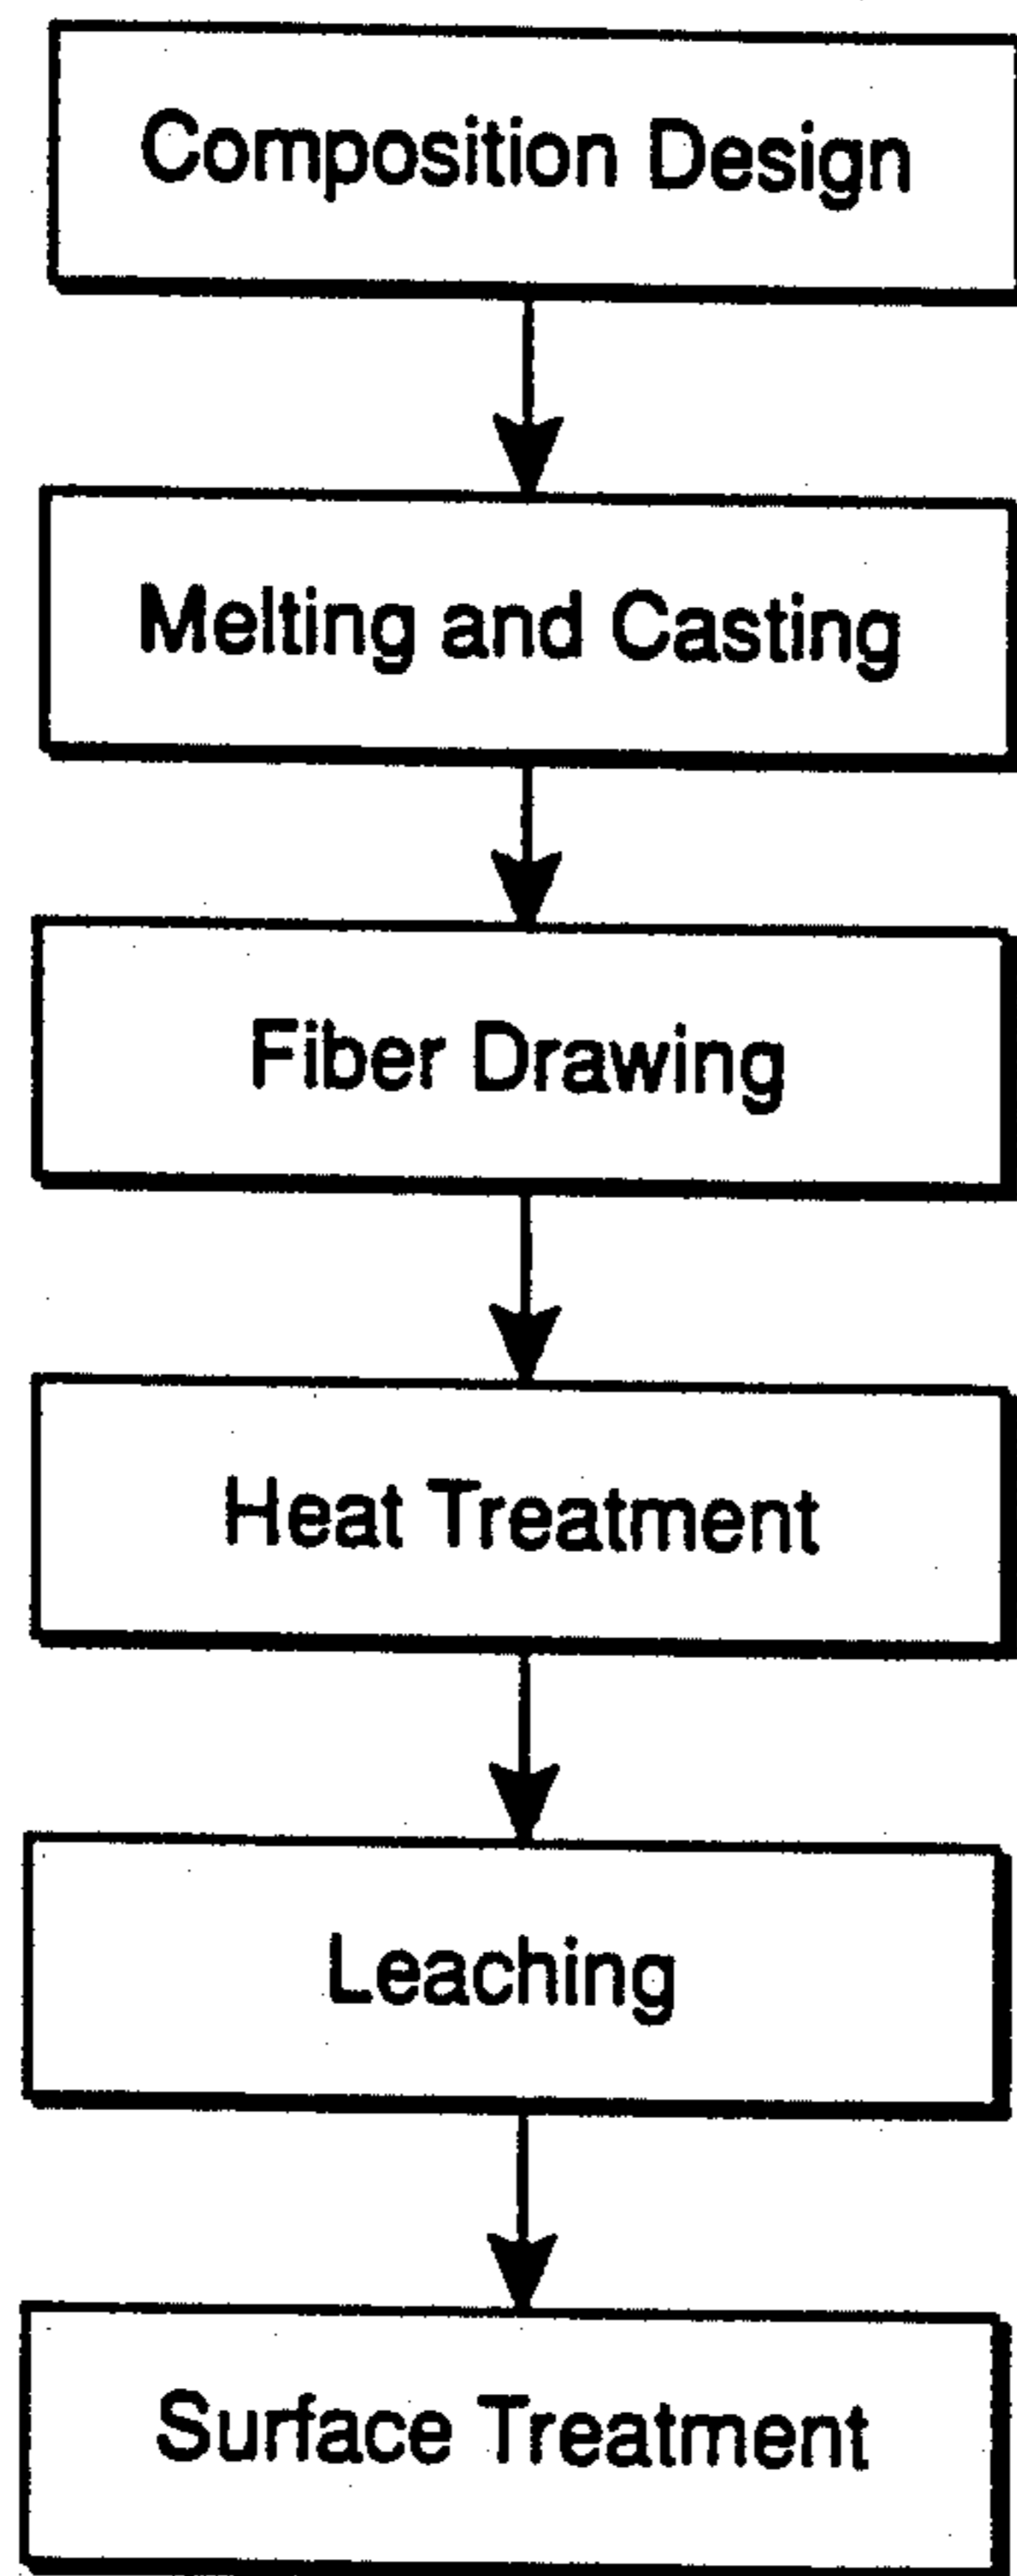 Composition Design
Melting and Casting
Fiber Drawing
Heat Treatment
Leaching
Surface Treatment